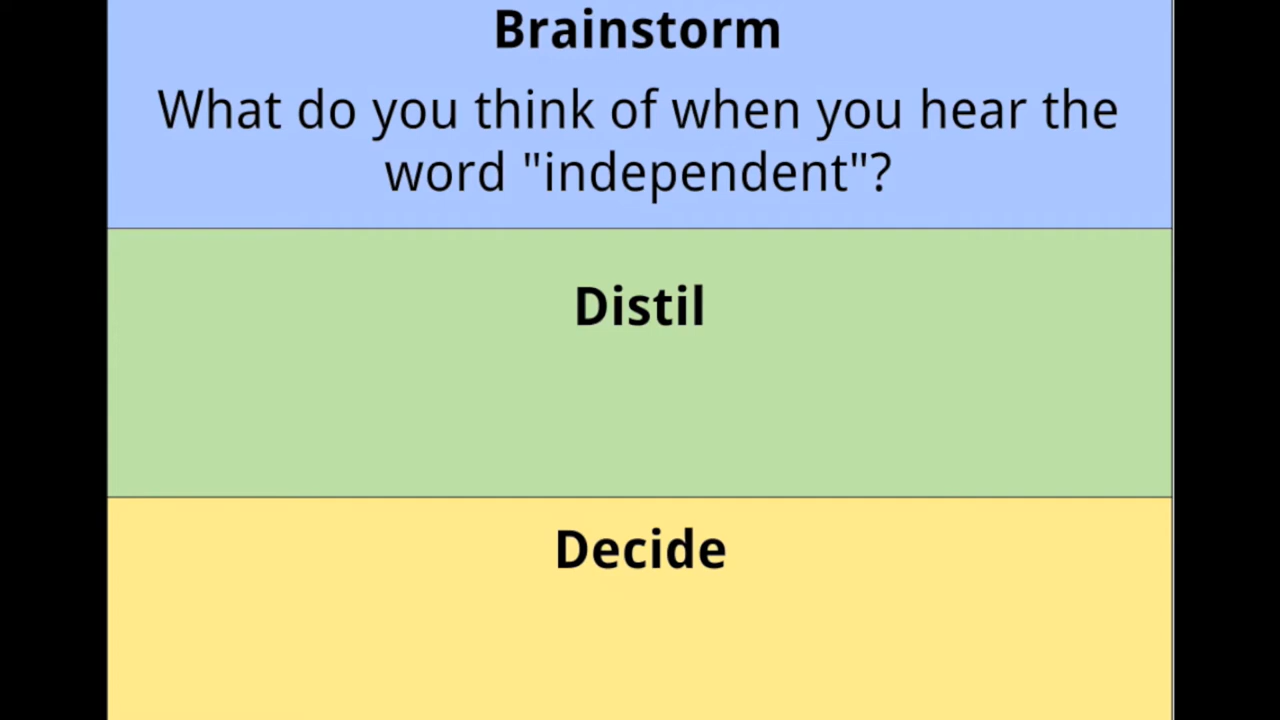 Brainstorm
What do you think of when you hear the
word "independent"?
Distil
Decide